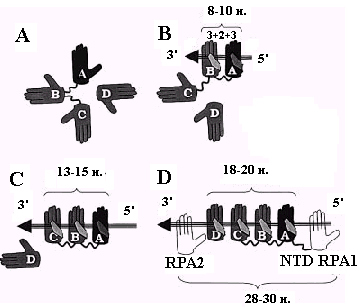 A
B
8-10 н.
3+2+3
3'
5'
B
A
C
D
A
B
D
C
C
13-15 н.
3'
5'
C
B
A
D
D
18-20 н.
3'
5'
D
C
B
A
RPA2
NTD RPA1
28-30 н.